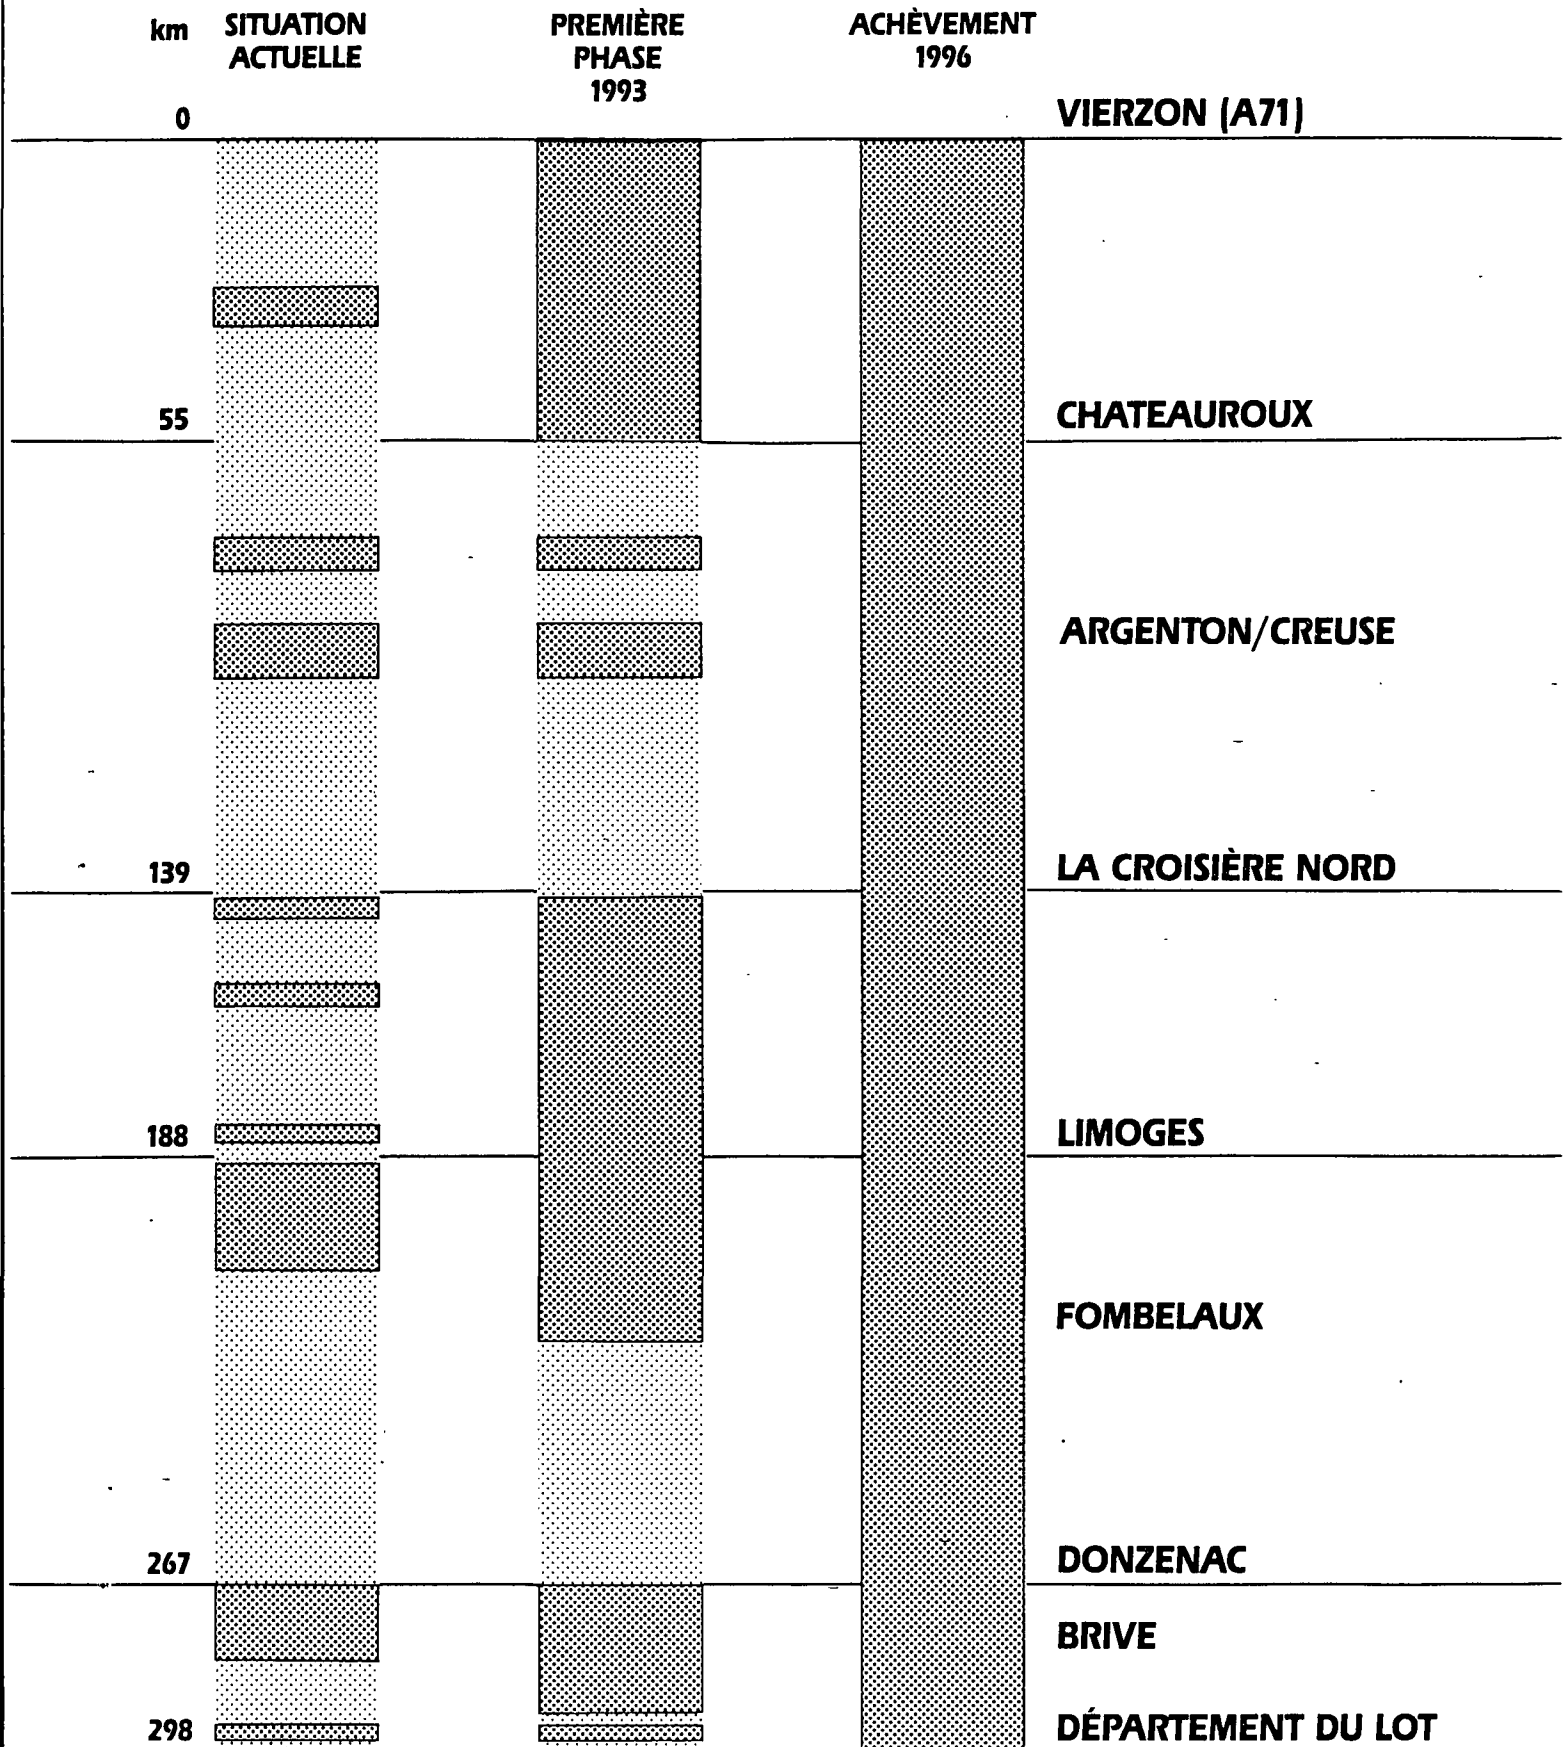 km
SITUATION
ACTUELLE
PREMIÈRE
PHASE
1993
ACHÈVEMENT
1996
0
VIERZON (A71)
55
CHATEAUROUX
ARGENTON/CREUSE
139
LA CROISIÈRE NORD
188
LIMOGES
FOMBELAUX
267
DONZENAC
BRIVE
298
DÉPARTEMENT DU LOT